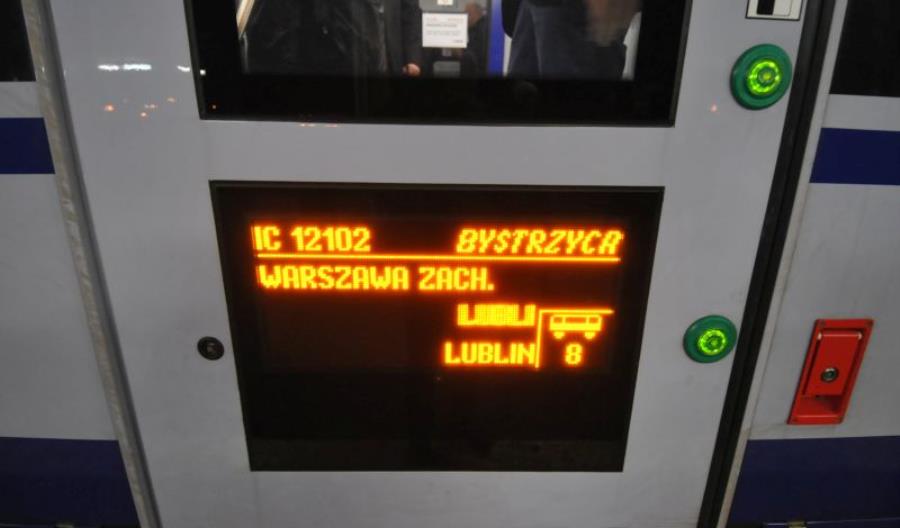 IC 12102 BYSTRZYCA
WARSZAWA ZACH.
LUBLIN 8